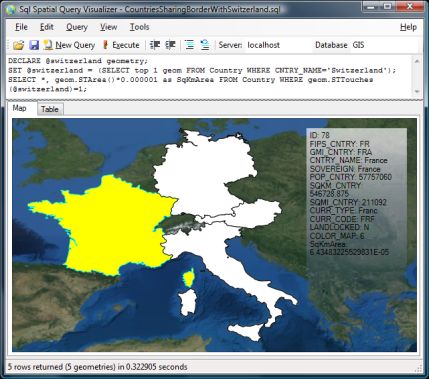 Sql Spatial Query Visualizer - CountriesSharingBorderWithSwitzerland.sql
File Edit Query View Tools Help
New Query Execute Server: localhost Database GIS
DECLARE @switzerland geometry;
SET @switzerland = (SELECT top 1 geom FROM Country WHERE CNTRY_NAME='Switzerland');
SELECT *, geom.STArea()*0.000001 as SqKmArea FROM Country WHERE geom.STTouches
(@switzerland)=1;
Map Table
ID: 78
FIPS_CNTRY: FR
GMI_CNTRY: FRA
CNTRY_NAME: France
SOVEREIGN: France
POP_CNTRY: 57757060
SQKM_CNTRY:
546728.875
SQMI_CNTRY: 211092
CURR_TYPE: Franc
CURR_CODE: FRF
LANDLOCKED: N
COLOR_MAP: 6
SqKmArea:
6.43483225529831E-05
5 rows returned (5 geometries) in 0.322905 seconds